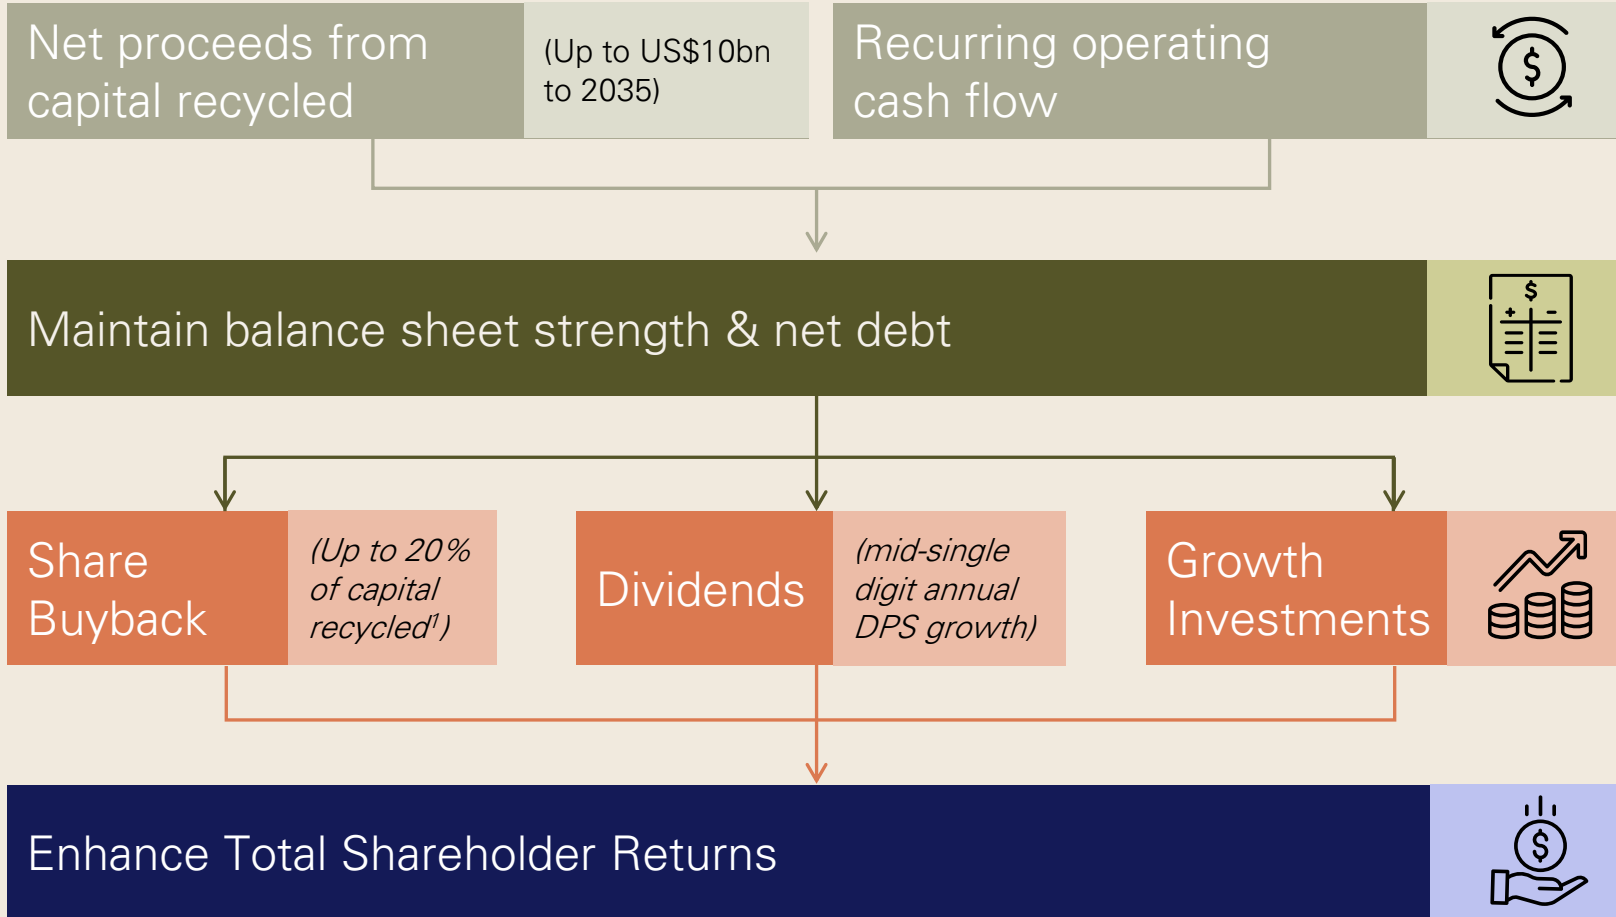 Net proceeds from
capital recycled
(Up to US$10bn
to 2035)
Recurring operating
cash flow
$
Maintain balance sheet strength & net debt
$
+ -
Share
Buyback
(Up to 20%
of capital
recycled¹)
Dividends
(mid-single
digit annual
DPS growth)
Growth
Investments
Enhance Total Shareholder Returns
$